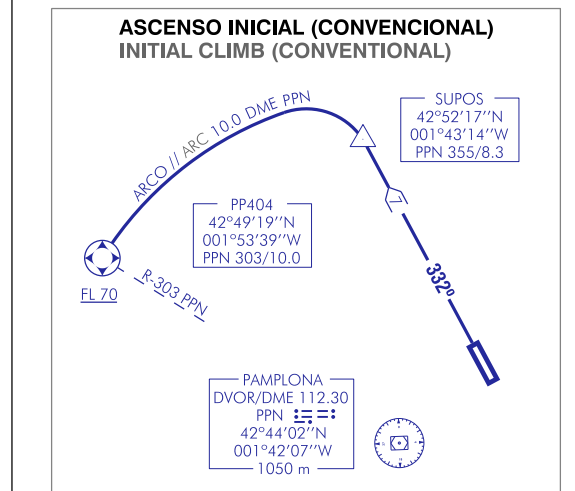 ASCENSO INICIAL (CONVENCIONAL)
INITIAL CLIMB (CONVENTIONAL)
ARCO // ARC 10.0 DME PPN
SUPOS
42°52'17''N
001°43'14''W
PPN 355/8.3
PP404
42°49'19''N
001°53'39''W
PPN 303/10.0
FL 70
R-303 PPN
332º
PAMPLONA
DVOR/DME 112.30
PPN
42°44'02''N
001°42'07''W
1050 m